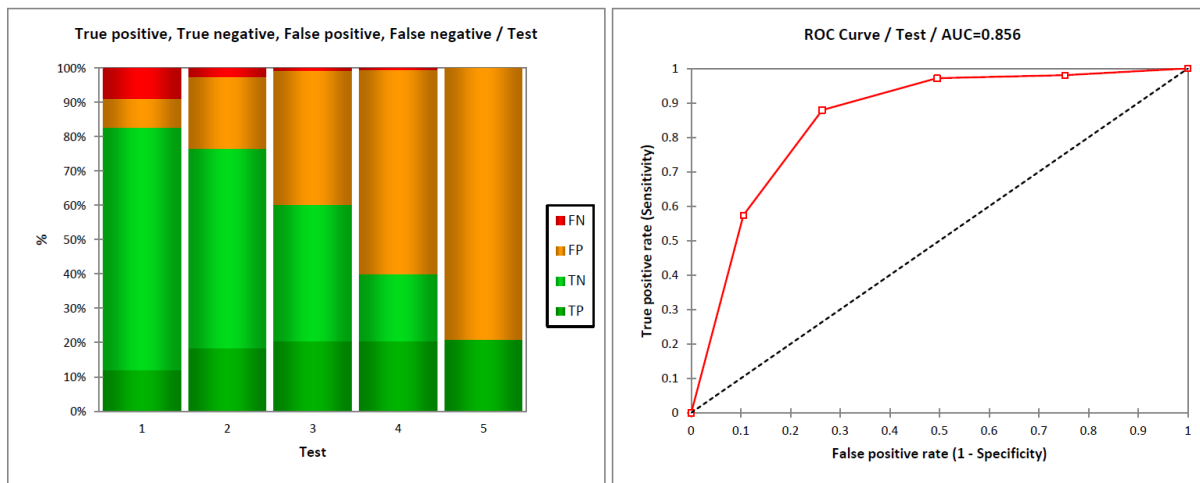 True positive, True negative, False positive, False negative / Test
100%
90%
80%
70%
60%
50%
40%
30%
20%
10%
0%
%
1 2 3 4 5
Test
FN
FP
TN
TP
ROC Curve / Test / AUC=0.856
1
0.9
0.8
0.7
0.6
0.5
0.4
0.3
0.2
0.1
0
True positive rate (Sensitivity)
0 0.1 0.2 0.3 0.4 0.5 0.6 0.7 0.8 0.9 1
False positive rate (1 - Specificity)